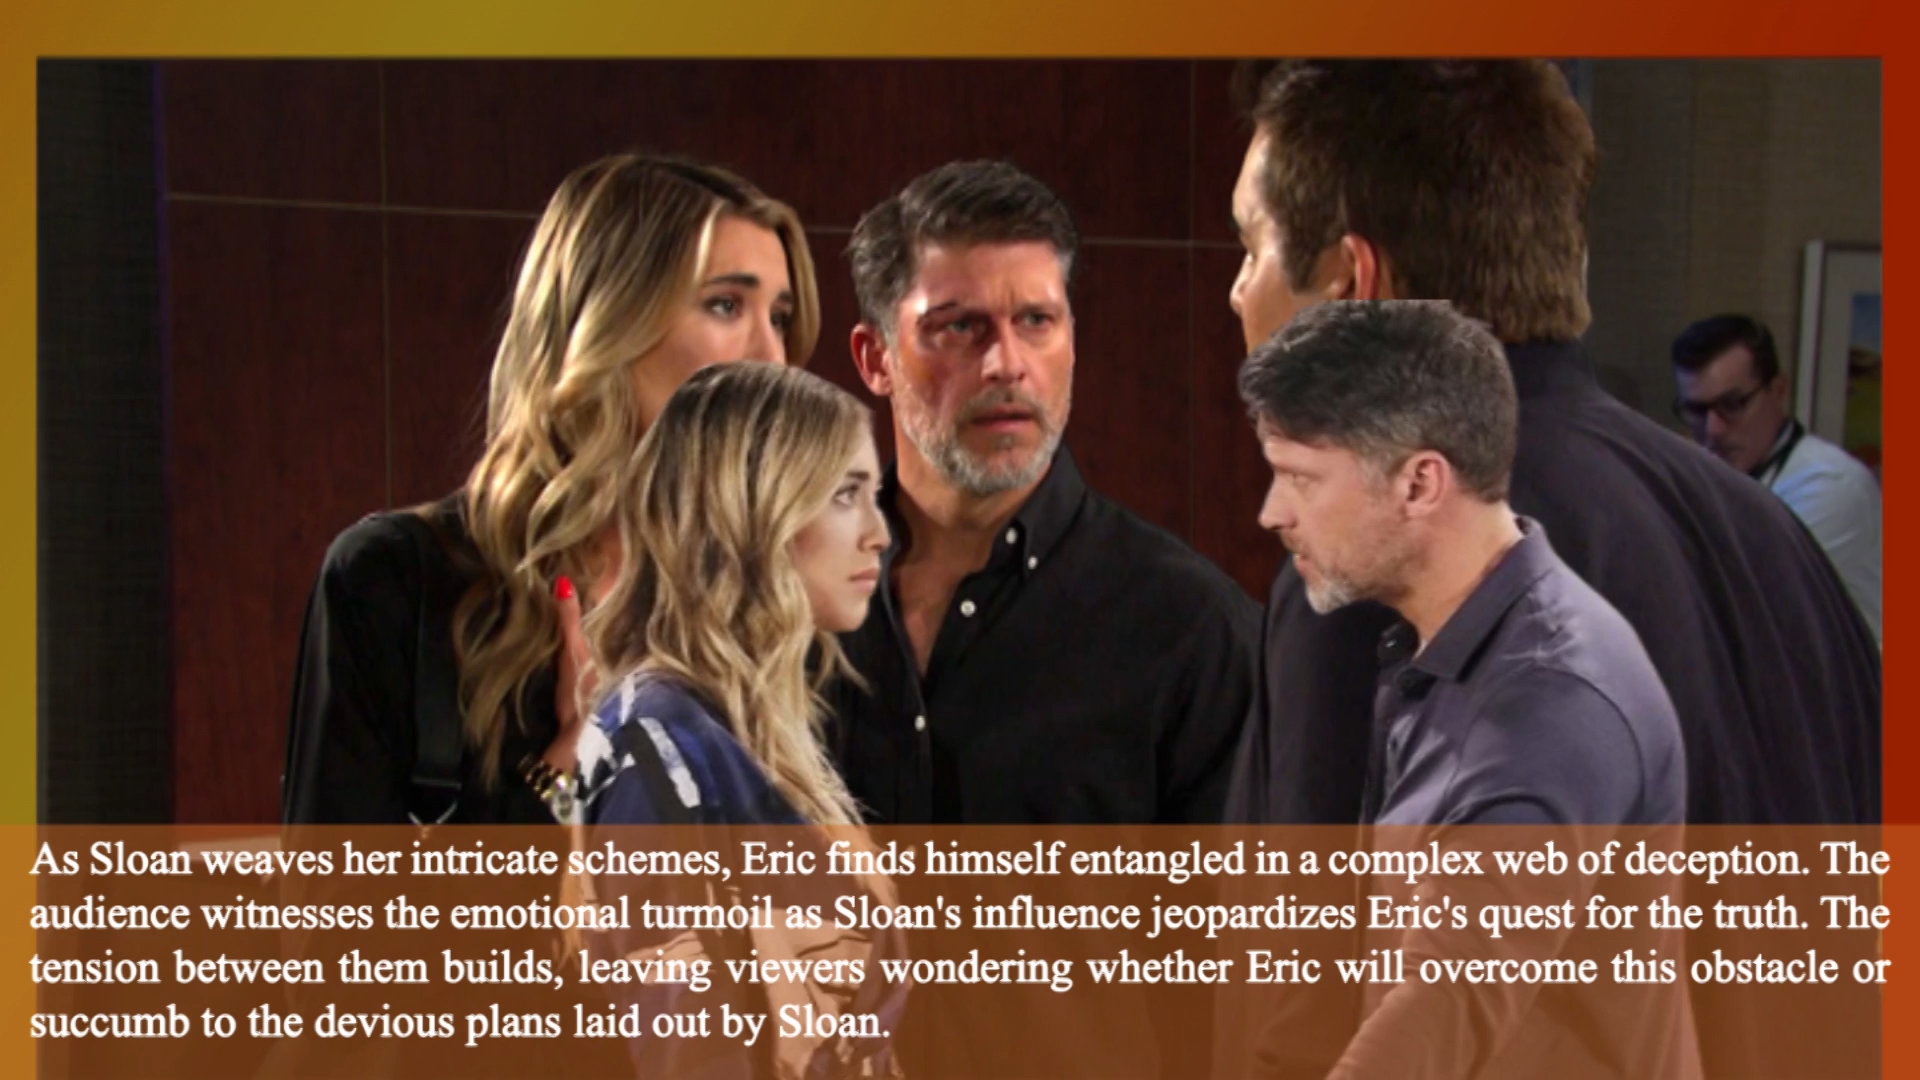 As Sloan weaves her intricate schemes, Eric finds himself entangled in a complex web of deception. The
audience witnesses the emotional turmoil as Sloan's influence jeopardizes Eric's quest for the truth. The
tension between them builds, leaving viewers wondering whether Eric will overcome this obstacle or
succumb to the devious plans laid out by Sloan.